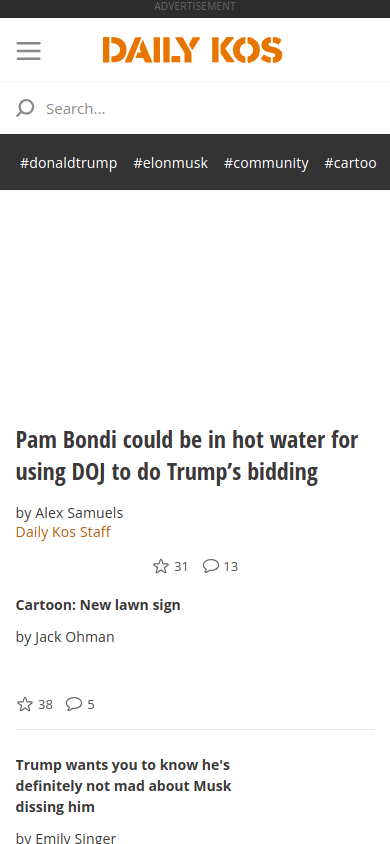 ADVERTISEMENT
DAILY KOS
Search...
#donaldtrump #elonmusk #community #cartoo
Pam Bondi could be in hot water for
using DOJ to do Trump’s bidding
by Alex Samuels
Daily Kos Staff
31 13
Cartoon: New lawn sign
by Jack Ohman
38 5
Trump wants you to know he's
definitely not mad about Musk
dissing him
by Emily Singer